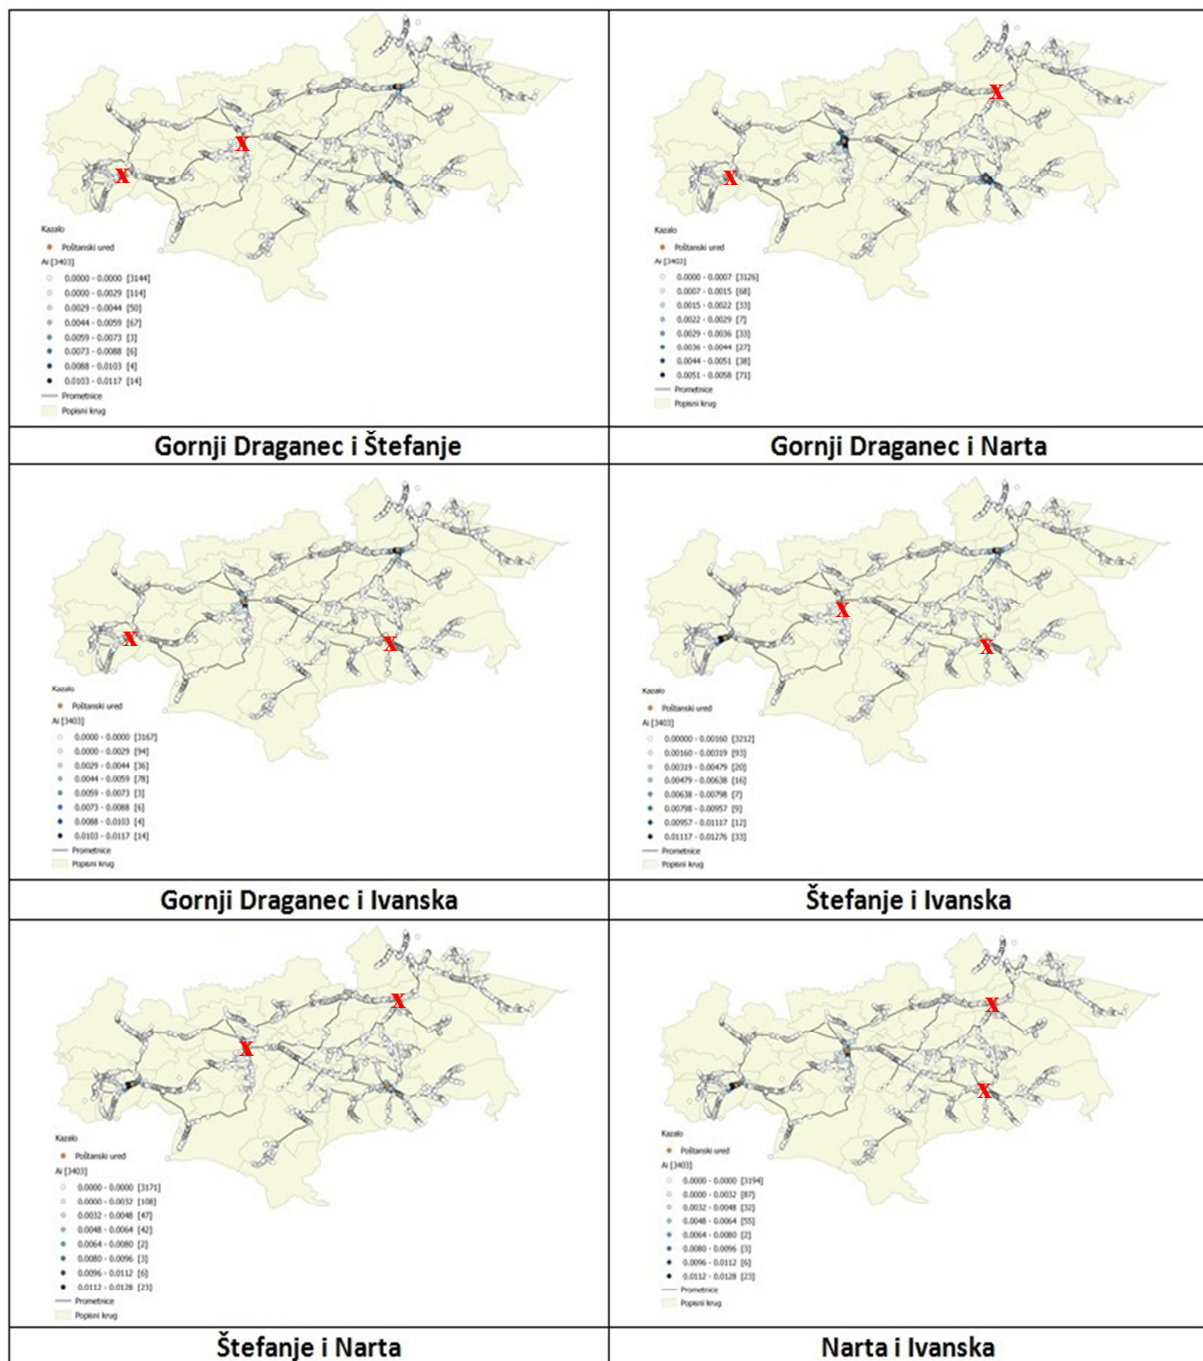 X
X
Kazalo
Poštanski ured
Ai [3403]
0.0000 - 0.0000 [3144]
0.0000 - 0.0029 [114]
0.0029 - 0.0044 [50]
0.0044 - 0.0059 [67]
0.0059 - 0.0073 [3]
0.0073 - 0.0088 [6]
0.0088 - 0.0103 [4]
0.0103 - 0.0117 [14]
Prometnice
Popisni krug
Gornji Draganec i Štefanje
X
X
Kazalo
Poštanski ured
Ai [3403]
0.0000 - 0.0007 [3126]
0.0007 - 0.0015 [68]
0.0015 - 0.0022 [33]
0.0022 - 0.0029 [7]
0.0029 - 0.0036 [33]
0.0036 - 0.0044 [27]
0.0044 - 0.0051 [38]
0.0051 - 0.0058 [71]
Prometnice
Popisni krug
Gornji Draganec i Narta
X
X
Kazalo
Poštanski ured
Ai [3403]
0.0000 - 0.0000 [3167]
0.0000 - 0.0029 [94]
0.0029 - 0.0044 [36]
0.0044 - 0.0059 [78]
0.0059 - 0.0073 [3]
0.0073 - 0.0088 [6]
0.0088 - 0.0103 [4]
0.0103 - 0.0117 [14]
Prometnice
Popisni krug
Gornji Draganec i Ivanska
X
X
Kazalo
Poštanski ured
Ai [3403]
0.00000 - 0.00160 [3212]
0.00160 - 0.00319 [93]
0.00319 - 0.00479 [20]
0.00479 - 0.00638 [16]
0.00638 - 0.00798 [7]
0.00798 - 0.00957 [9]
0.00957 - 0.01117 [12]
0.01117 - 0.01276 [33]
Prometnice
Popisni krug
Štefanje i Ivanska
X
X
Kazalo
Poštanski ured
Ai [3403]
0.0000 - 0.0000 [3171]
0.0000 - 0.0032 [108]
0.0032 - 0.0048 [47]
0.0048 - 0.0064 [42]
0.0064 - 0.0080 [2]
0.0080 - 0.0096 [3]
0.0096 - 0.0112 [6]
0.0112 - 0.0128 [23]
Prometnice
Popisni krug
Štefanje i Narta
X
X
Kazalo
Poštanski ured
Ai [3403]
0.0000 - 0.0000 [3194]
0.0000 - 0.0032 [87]
0.0032 - 0.0048 [32]
0.0048 - 0.0064 [55]
0.0064 - 0.0080 [2]
0.0080 - 0.0096 [3]
0.0096 - 0.0112 [6]
0.0112 - 0.0128 [23]
Prometnice
Popisni krug
Narta i Ivanska